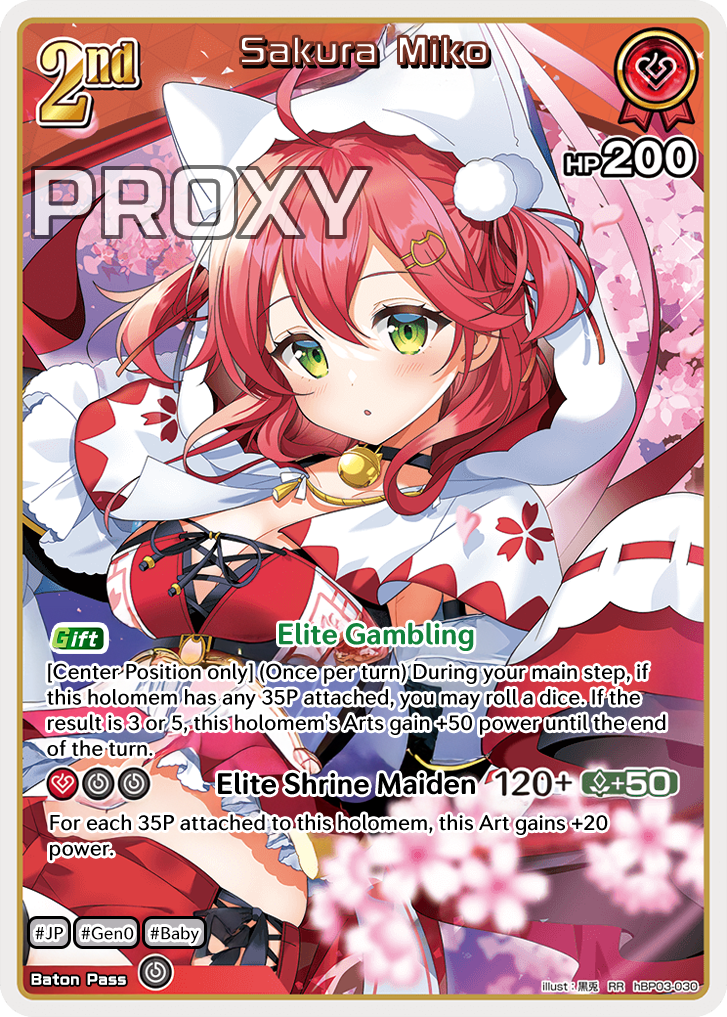 2nd
Sakura Miko
HP200
PROXY
Gift
Elite Gambling
[Center Position only] (Once per turn) During your main step, if
this holomem has any 35P attached, you may roll a dice. If the
result is 3 or 5, this holomem's Arts gain +50 power until the end
of the turn.
Elite Shrine Maiden 120+ +50
For each 35P attached to this holomem, this Art gains +20
power.
#JP #Gen0 #Baby
Baton Pass
illust：黒兎 RR hBP03-030